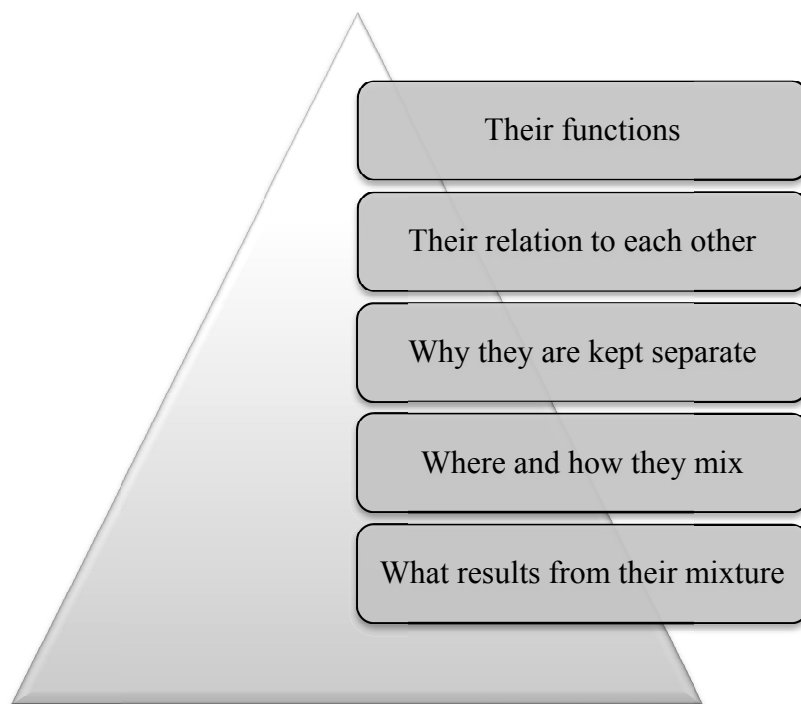 Their functions
Their relation to each other
Why they are kept separate
Where and how they mix
What results from their mixture